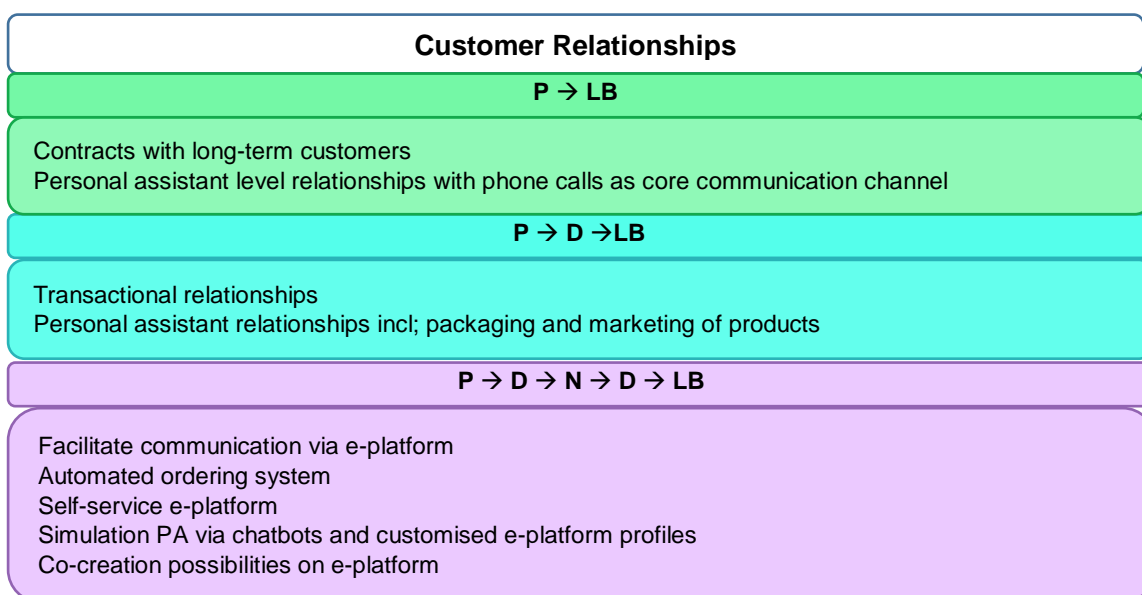 Customer Relationships
P → LB
Contracts with long-term customers
Personal assistant level relationships with phone calls as core communication channel
P → D →LB
Transactional relationships
Personal assistant relationships incl; packaging and marketing of products
P → D → N → D → LB
Facilitate communication via e-platform
Automated ordering system
Self-service e-platform
Simulation PA via chatbots and customised e-platform profiles
Co-creation possibilities on e-platform